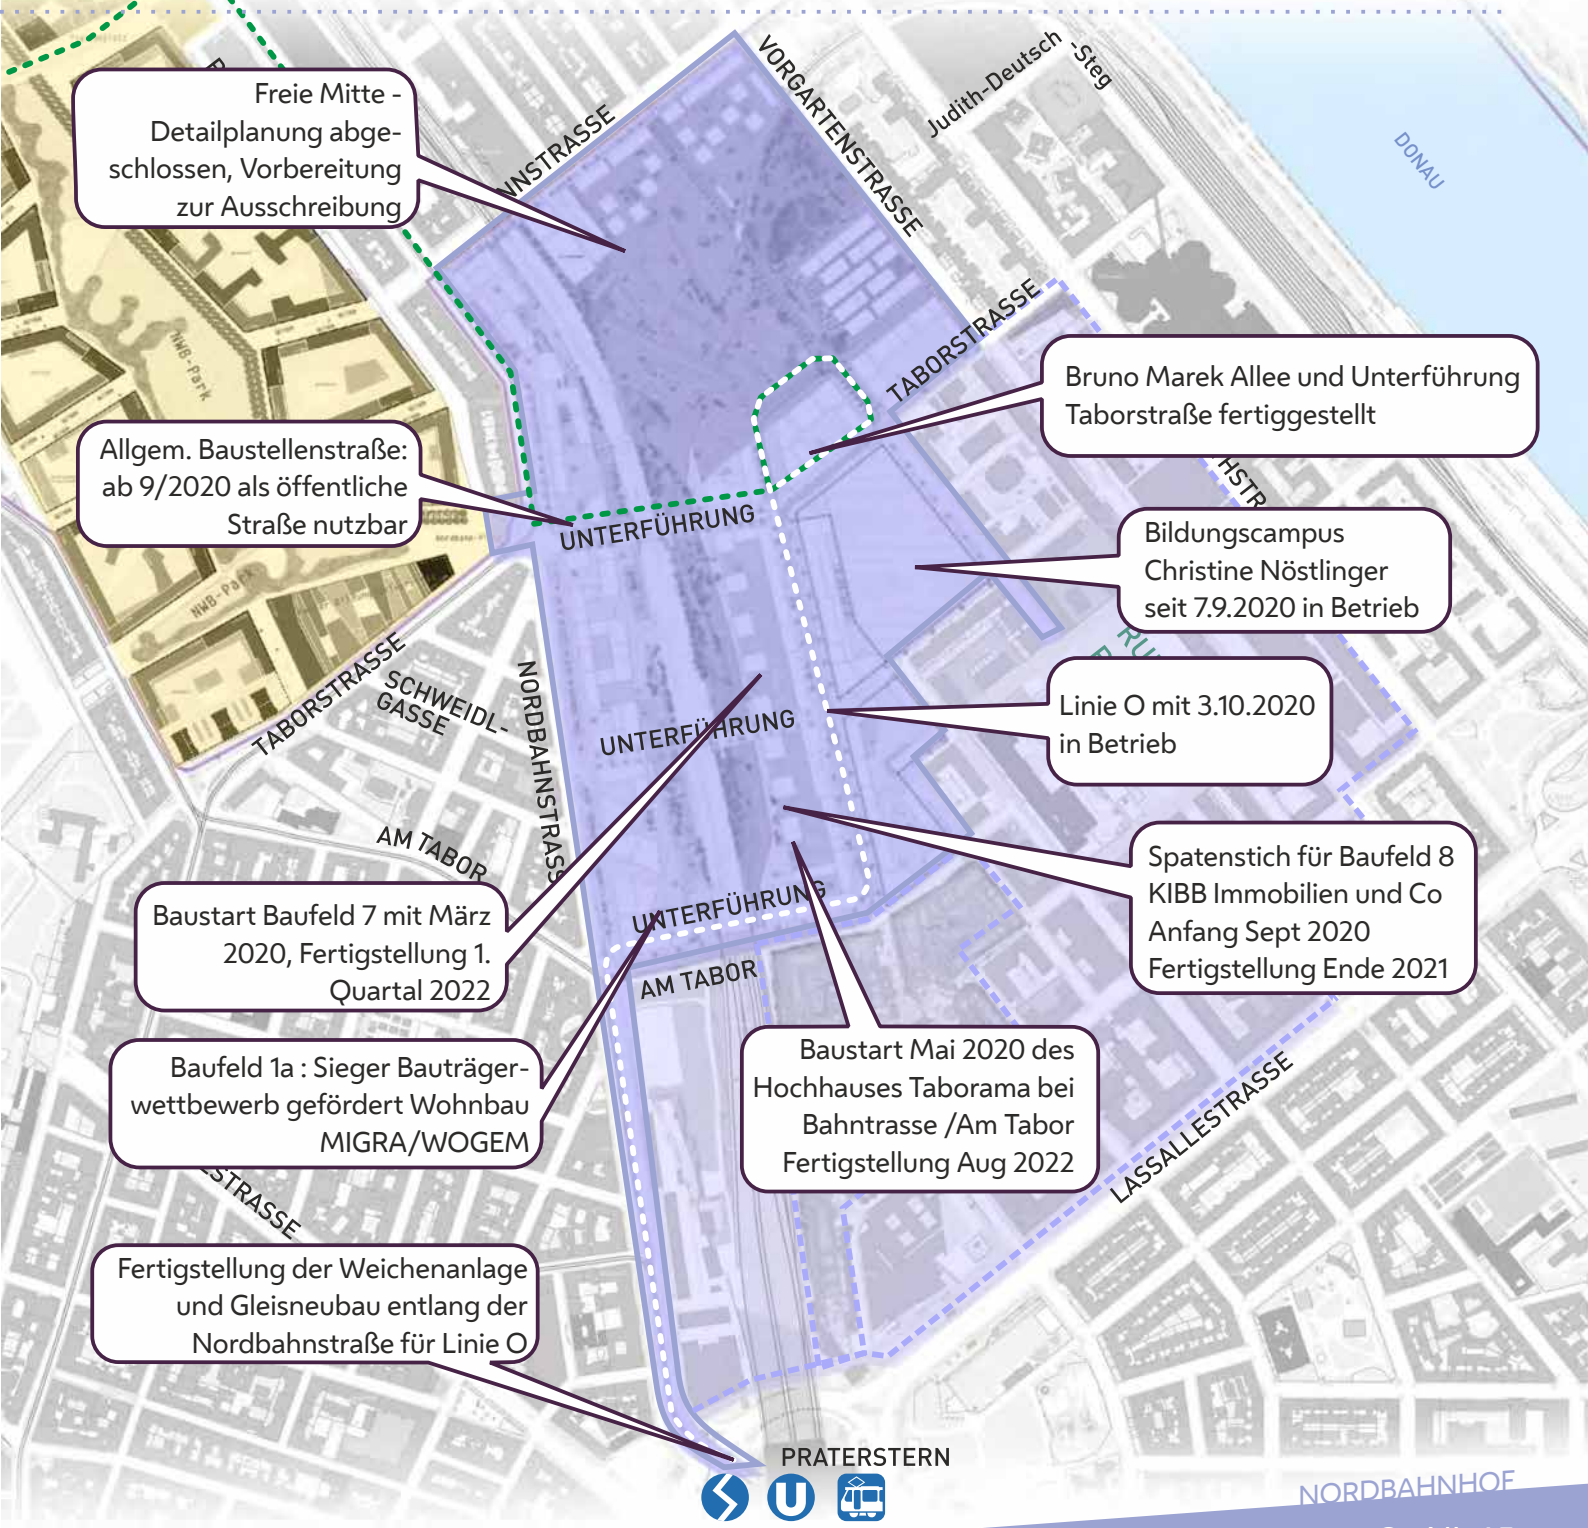 Freie Mitte -
Detailplanung abge-
schlossen, Vorbereitung
zur Ausschreibung
VORGARTENSTRASSE
Judith-Deutsch -Steg
DONAU
TABORSTRASSE
NWB-Park
Bruno Marek Allee und Unterführung
Taborstraße fertiggestellt
Allgem. Baustellenstraße:
ab 9/2020 als öffentliche
Straße nutzbar
UNTERFÜHRUNG
Bildungscampus
Christine Nöstlinger
seit 7.9.2020 in Betrieb
NWB-Park
TABORSTRASSE
SCHWEIDL-
GASSE
NORDBAHNSTRASS
UNTERFÜHRUNG
Linie O mit 3.10.2020
in Betrieb
AM TABOR
Spatenstich für Baufeld 8
KIBB Immobilien und Co
Anfang Sept 2020
Fertigstellung Ende 2021
Baustart Baufeld 7 mit März
2020, Fertigstellung 1.
Quartal 2022
UNTERFÜHRUNG
AM TABOR
Baufeld 1a : Sieger Bauträger-
wettbewerb gefördert Wohnbau
MIGRA/WOGEM
Baustart Mai 2020 des
Hochhauses Taborama bei
Bahntrasse /Am Tabor
Fertigstellung Aug 2022
LASSALLESTRASSE
Fertigstellung der Weichenanlage
und Gleisneubau entlang der
Nordbahnstraße für Linie O
PRATERSTERN
U
NORDBAHNHOF